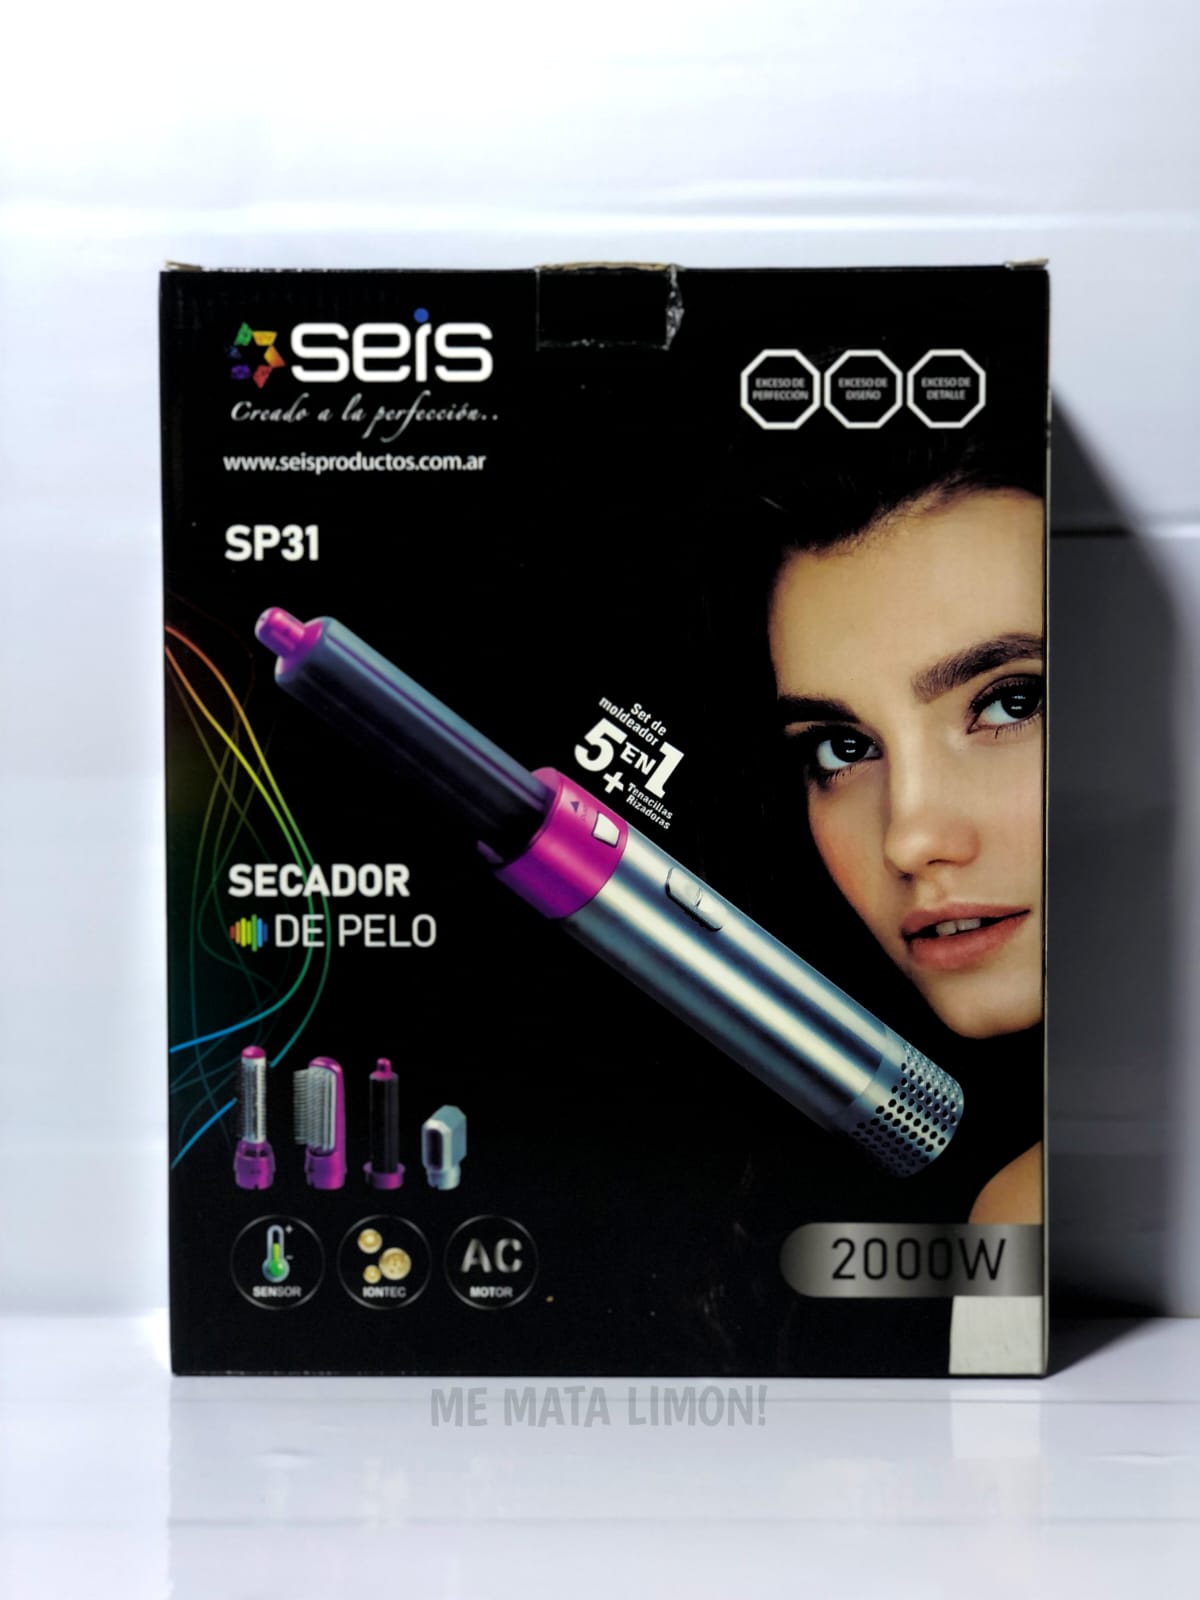 seis
Creado a la perfección..
www.seisproductos.com.ar
EXCESO DE
PERFECCIÓN
EXCESO DE
DISEÑO
EXCESO DE
DETALLE
SP31
Set de
moldeador
5 EN 1
+ Tenacillas
Rizadoras
SECADOR
DE PELO
SENSOR
IONTEC
AC
MOTOR
2000W
ME MATA LIMON!